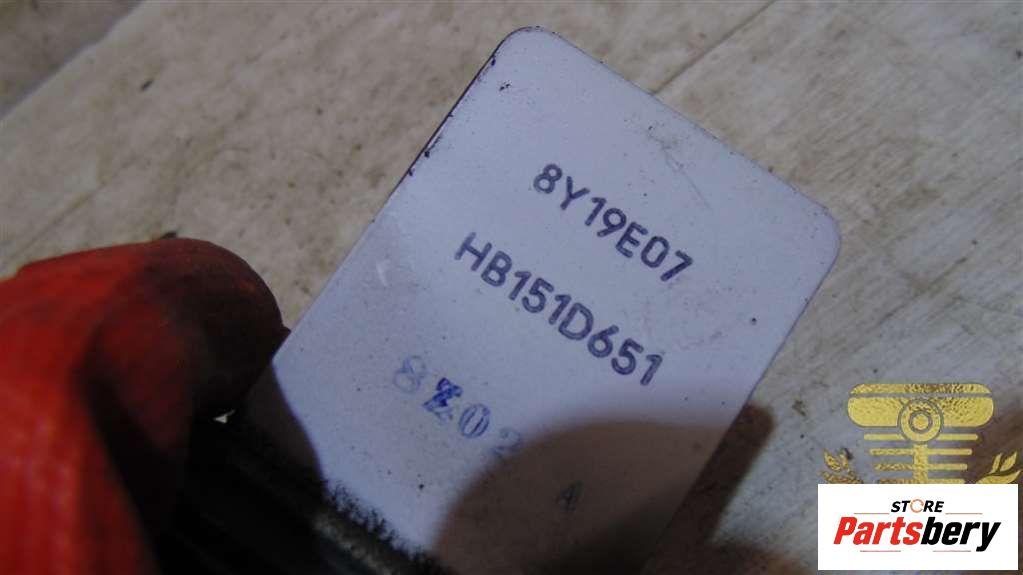 8Y19E07
HB151D651
A
STORE
Partsbery